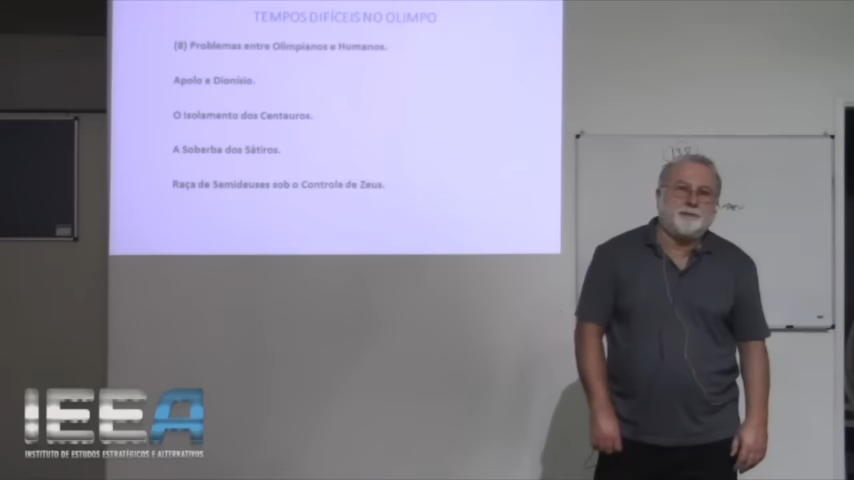 TEMPOS DIFÍCEIS NO OLIMPO
(8) Problemas entre Olimpianos e Humanos.
Apolo e Dionísio.
O Isolamento dos Centauros.
A Soberba dos Sátiros.
Raça de Semideuses sob o Controle de Zeus.
IEEA
INSTITUTO DE ESTUDOS ESTRATÉGICOS E ALTERNATIVOS